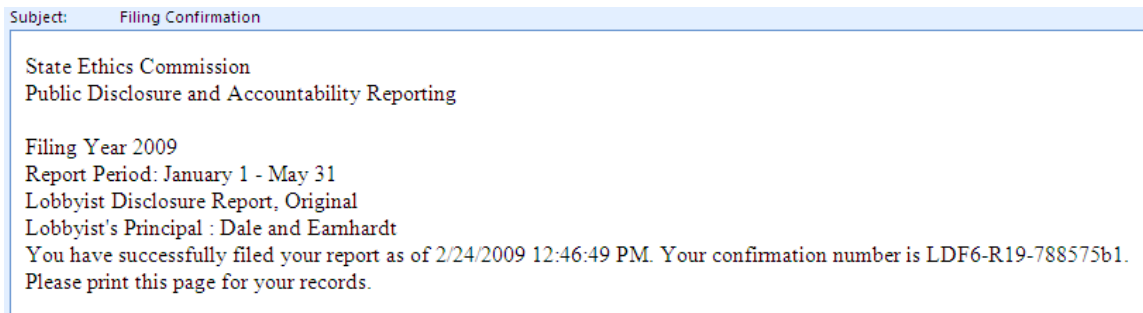 Subject: Filing Confirmation
State Ethics Commission
Public Disclosure and Accountability Reporting
Filing Year 2009
Report Period: January 1 - May 31
Lobbyist Disclosure Report, Original
Lobbyist's Principal : Dale and Earnhardt
You have successfully filed your report as of 2/24/2009 12:46:49 PM. Your confirmation number is LDF6-R19-788575b1.
Please print this page for your records.